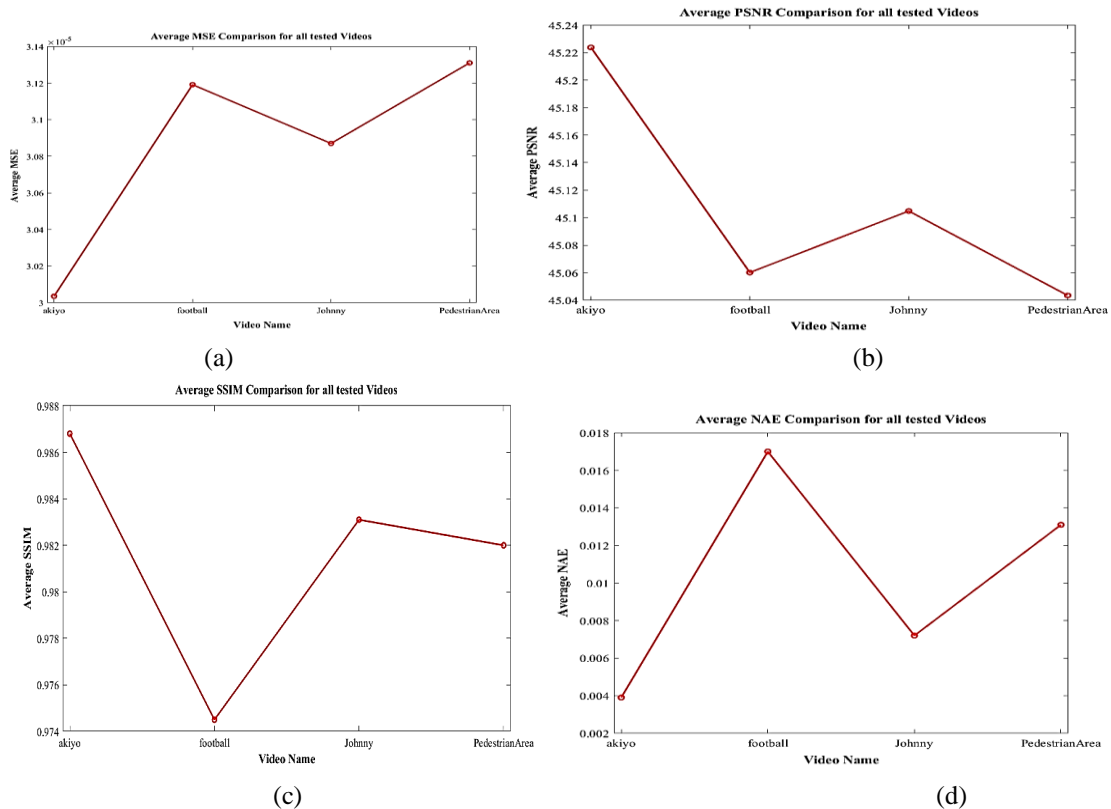 Average MSE Comparison for all tested Videos
×10⁻⁵
3.14
3.12
3.1
3.08
3.06
3.04
3.02
3
Average MSE
akiyo football Johnny PedestrianArea
Video Name
(a)
Average PSNR Comparison for all tested Videos
45.24
45.22
45.2
45.18
45.16
45.14
45.12
45.1
45.08
45.06
45.04
Average PSNR
akiyo football Johnny PedestrianArea
Video Name
(b)
Average SSIM Comparison for all tested Videos
0.988
0.986
0.984
0.982
0.98
0.978
0.976
0.974
Average SSIM
akiyo football Johnny PedestrianArea
Video Name
(c)
Average NAE Comparison for all tested Videos
0.018
0.016
0.014
0.012
0.01
0.008
0.006
0.004
0.002
Average NAE
akiyo football Johnny PedestrianArea
Video Name
(d)